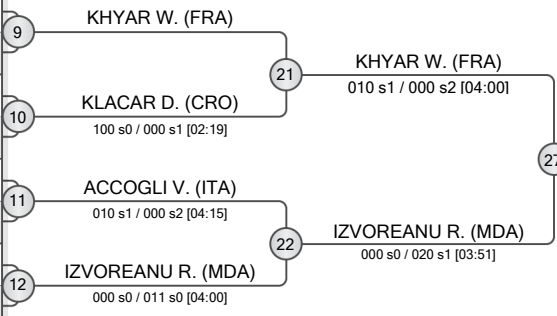 9
KHYAR W. (FRA)
21
KHYAR W. (FRA)
010 s1 / 000 s2 [04:00]
10
KLACAR D. (CRO)
100 s0 / 000 s1 [02:19]
27
11
ACCOGLI V. (ITA)
010 s1 / 000 s2 [04:15]
22
IZVOREANU R. (MDA)
000 s0 / 020 s1 [03:51]
12
IZVOREANU R. (MDA)
000 s0 / 011 s0 [04:00]